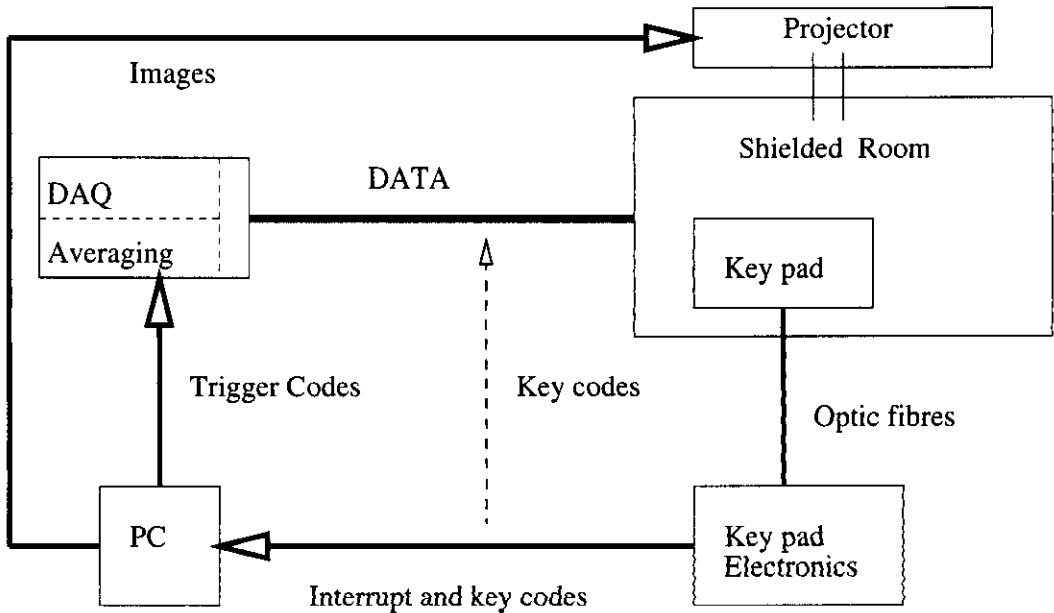 Projector
Images
Shielded Room
DATA
DAQ
Averaging
Key pad
Trigger Codes
Key codes
Optic fibres
PC
Key pad
Electronics
Interrupt and key codes